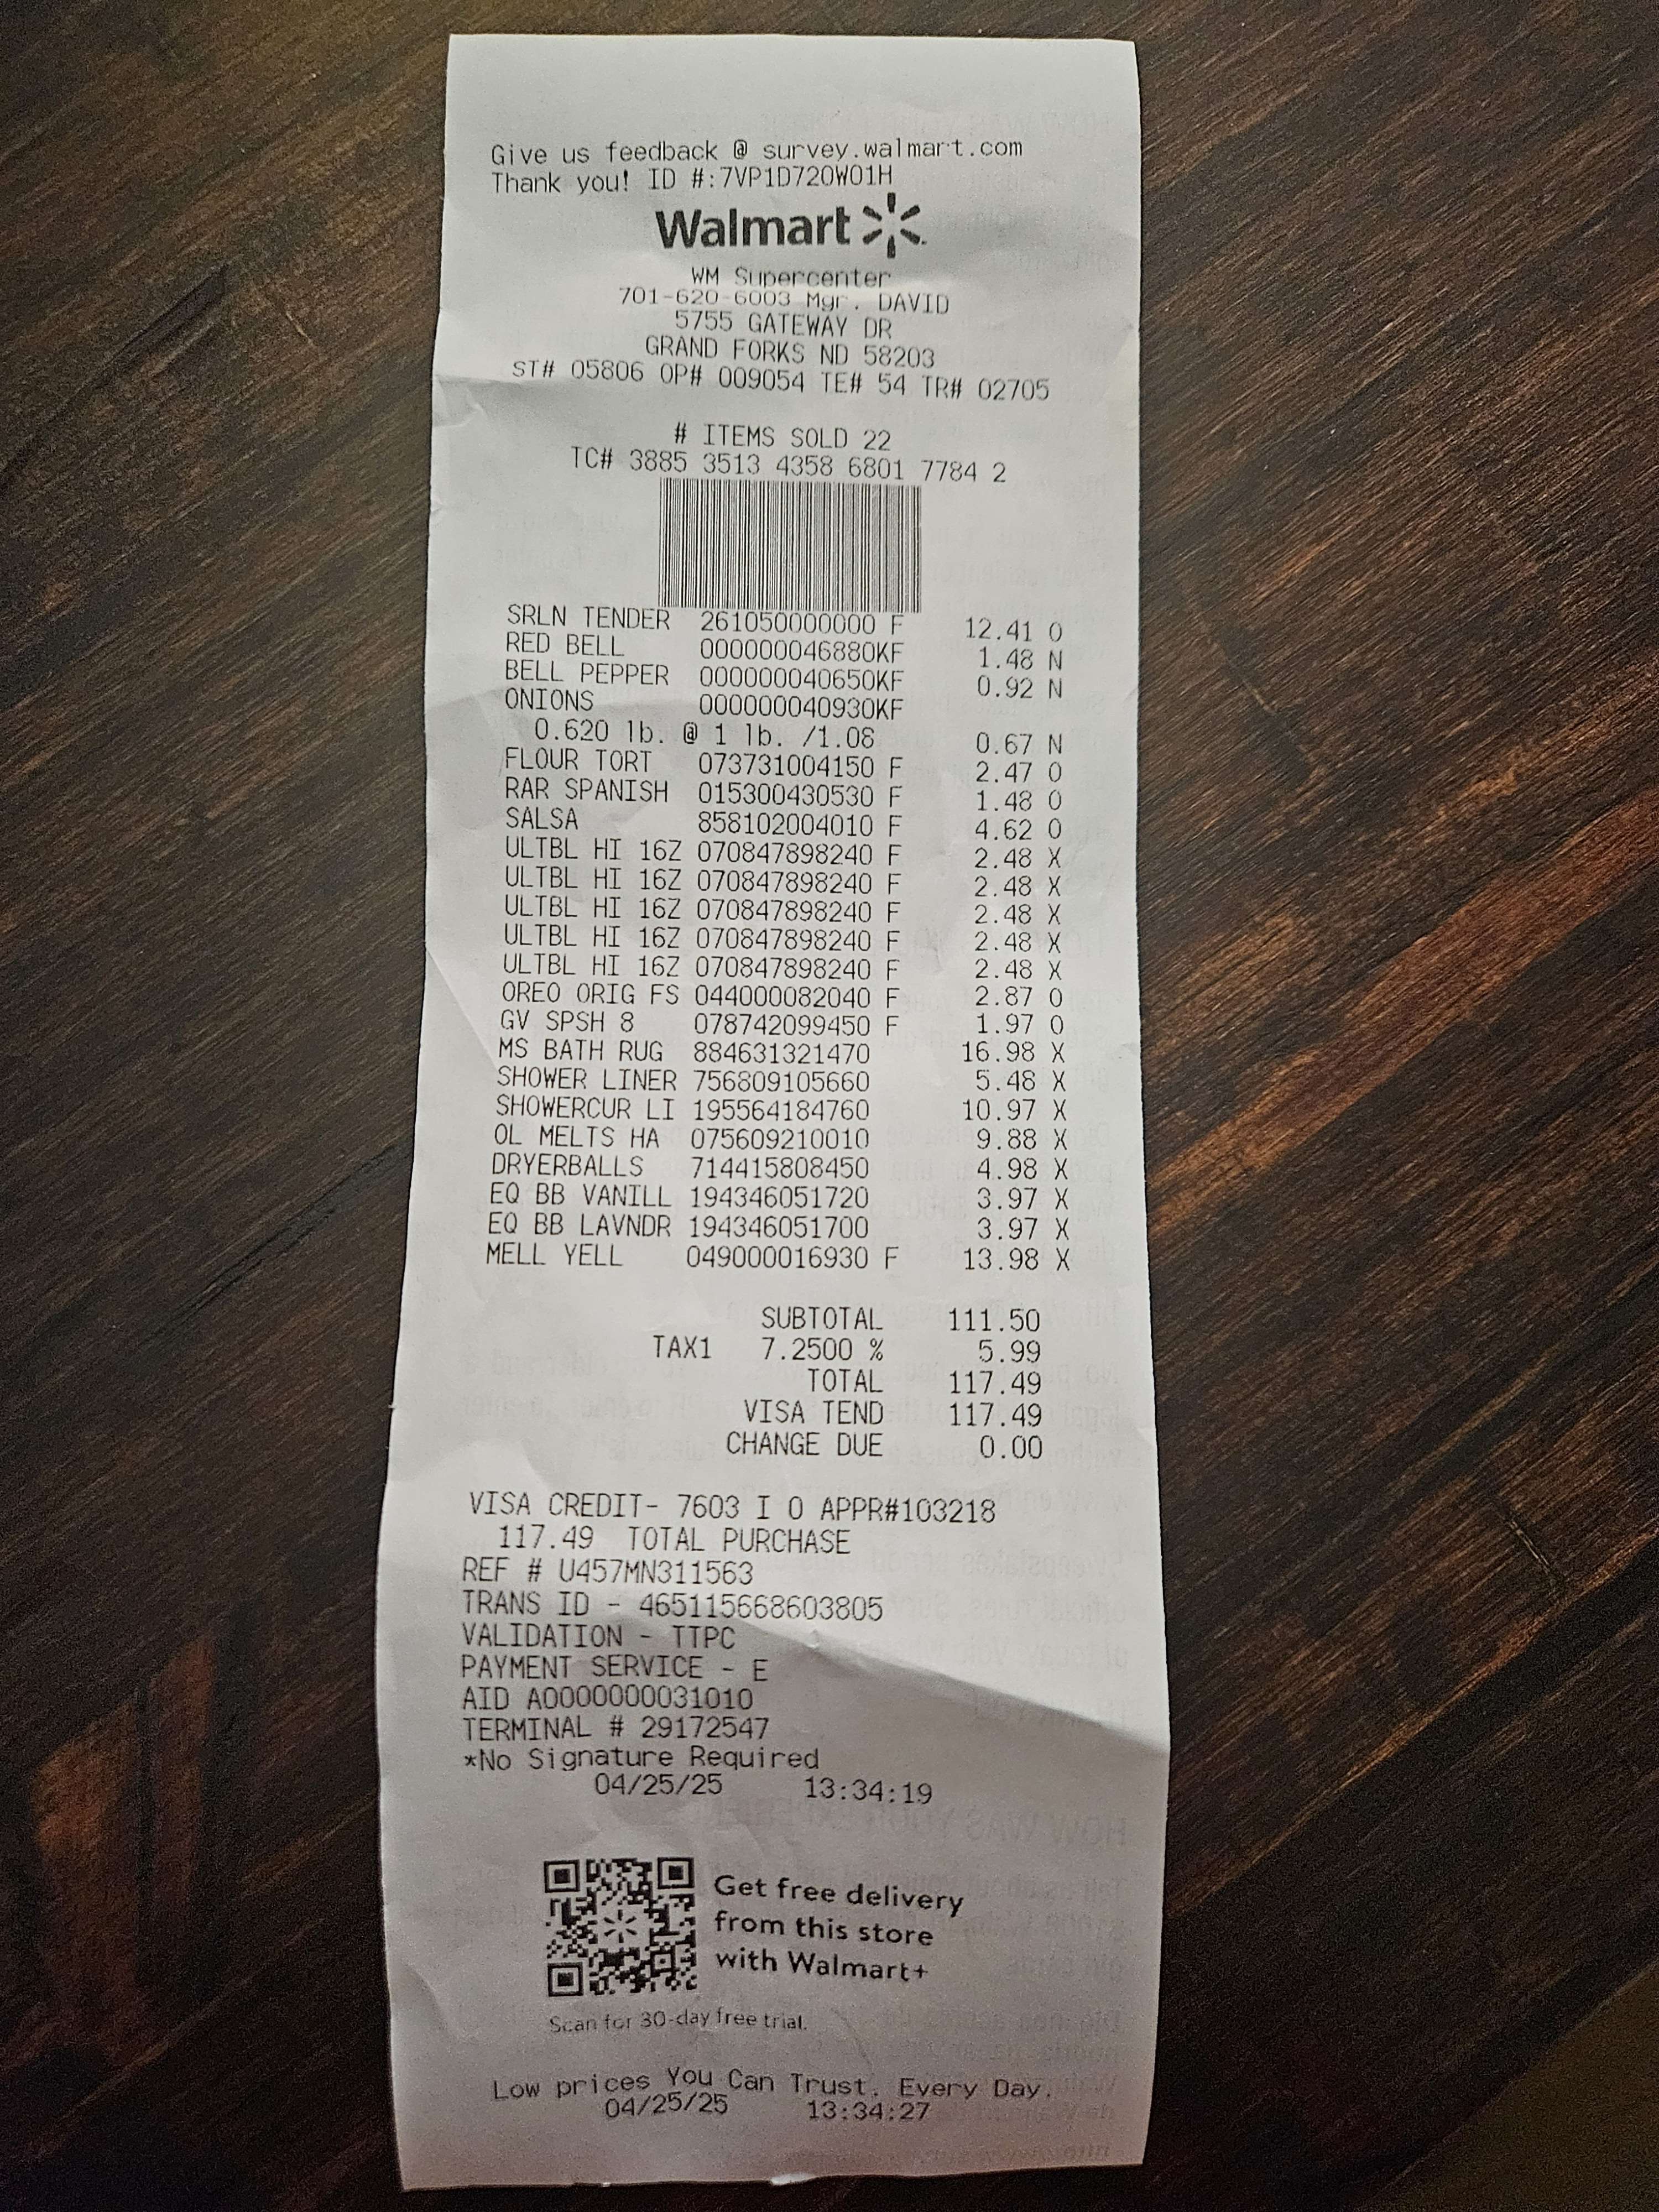 Give us feedback @ survey.walmart.com
Thank you! ID #:7VP1D720W01H
Walmart
WM Supercenter
701-620-6003 Mgr. DAVID
5755 GATEWAY DR
GRAND FORKS ND 58203
ST# 05806 OP# 009054 TE# 54 TR# 02705
# ITEMS SOLD 22
TC# 3885 3513 4358 6801 7784 2
SRLN TENDER 261050000000 F 12.41 O
RED BELL 000000046880KF 1.48 N
BELL PEPPER 000000040650KF 0.92 N
ONIONS 000000040930KF
0.620 lb. @ 1 lb. /1.08 0.67 N
FLOUR TORT 073731004150 F 2.47 O
RAR SPANISH 015300430530 F 1.48 O
SALSA 858102004010 F 4.62 O
ULTBL HI 16Z 070847898240 F 2.48 X
ULTBL HI 16Z 070847898240 F 2.48 X
ULTBL HI 16Z 070847898240 F 2.48 X
ULTBL HI 16Z 070847898240 F 2.48 X
ULTBL HI 16Z 070847898240 F 2.48 X
OREO ORIG FS 044000082040 F 2.87 O
GV SPSH 8 078742099450 F 1.97 O
MS BATH RUG 884631321470 16.98 X
SHOWER LINER 756809105660 5.48 X
SHOWERCUR LI 195564184760 10.97 X
OL MELTS HA 075609210010 9.88 X
DRYERBALLS 714415808450 4.98 X
EQ BB VANILL 194346051720 3.97 X
EQ BB LAVNDR 194346051700 3.97 X
MELL YELL 049000016930 F 13.98 X
SUBTOTAL 111.50
TAX1 7.2500 % 5.99
TOTAL 117.49
VISA TEND 117.49
CHANGE DUE 0.00
VISA CREDIT- 7603 I 0 APPR#103218
117.49 TOTAL PURCHASE
REF # U457MN311563
TRANS ID - 465115668603805
VALIDATION - TTPC
PAYMENT SERVICE - E
AID A0000000031010
TERMINAL # 29172547
*No Signature Required
04/25/25 13:34:19
Get free delivery
from this store
with Walmart+
Scan for 30-day free trial.
Low prices You Can Trust. Every Day.
04/25/25 13:34:27